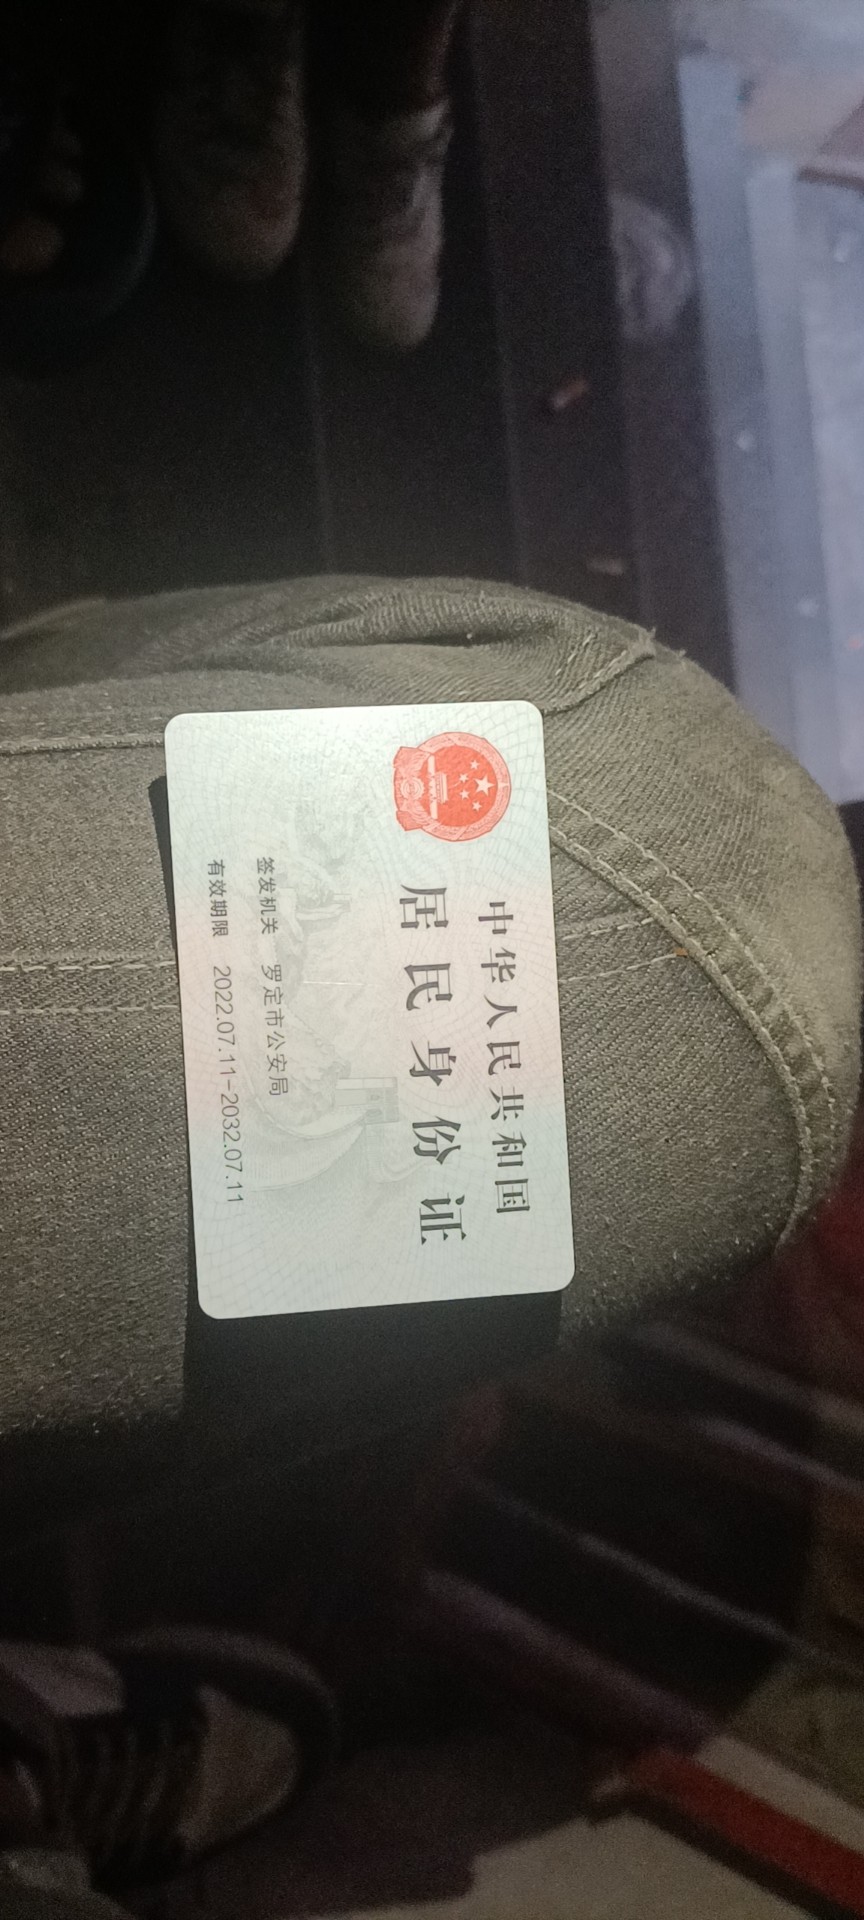 中华人民共和国
居民身份证
签发机关 罗定市公安局
有效期限 2022.07.11-2032.07.11